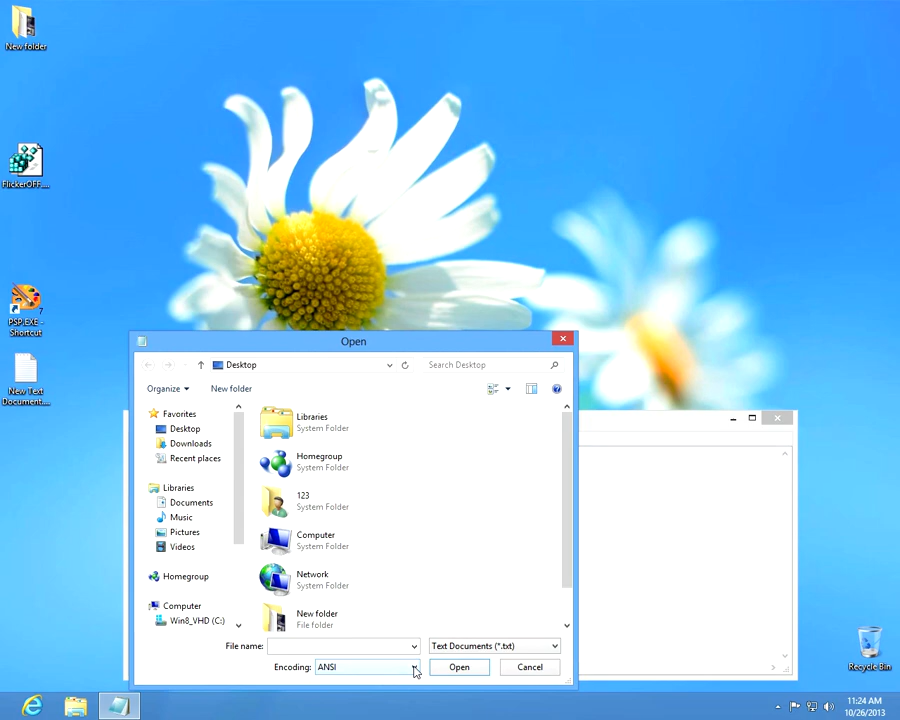 New folder
FlickerOFF....
PSP.EXE -
Shortcut
New Text
Document....
Open
Desktop
Search Desktop
Organize
New folder
Favorites
Desktop
Downloads
Recent places
Libraries
Documents
Music
Pictures
Videos
Homegroup
Computer
Win8_VHD (C:)
Libraries
System Folder
Homegroup
System Folder
123
System Folder
Computer
System Folder
Network
System Folder
New folder
File folder
File name:
Text Documents (*.txt)
Encoding:
ANSI
Open
Cancel
Recycle Bin
11:24 AM
10/26/2013